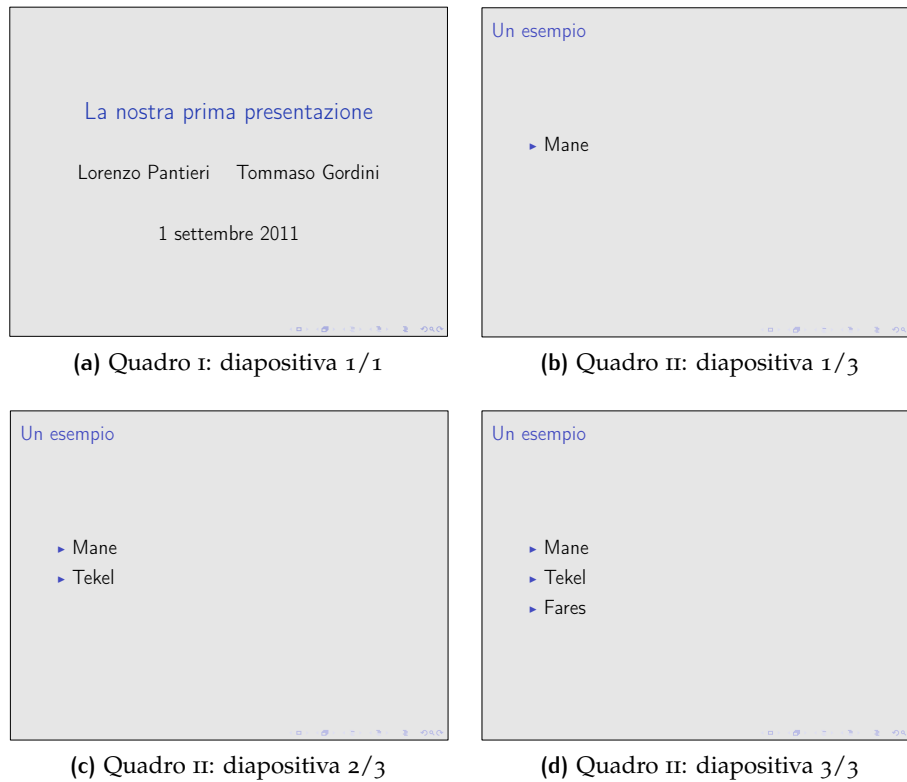 La nostra prima presentazione
Lorenzo Pantieri Tommaso Gordini
1 settembre 2011
(a) Quadro I: diapositiva 1/1
Un esempio
Mane
(b) Quadro II: diapositiva 1/3
Un esempio
Mane
Tekel
(c) Quadro II: diapositiva 2/3
Un esempio
Mane
Tekel
Fares
(d) Quadro II: diapositiva 3/3